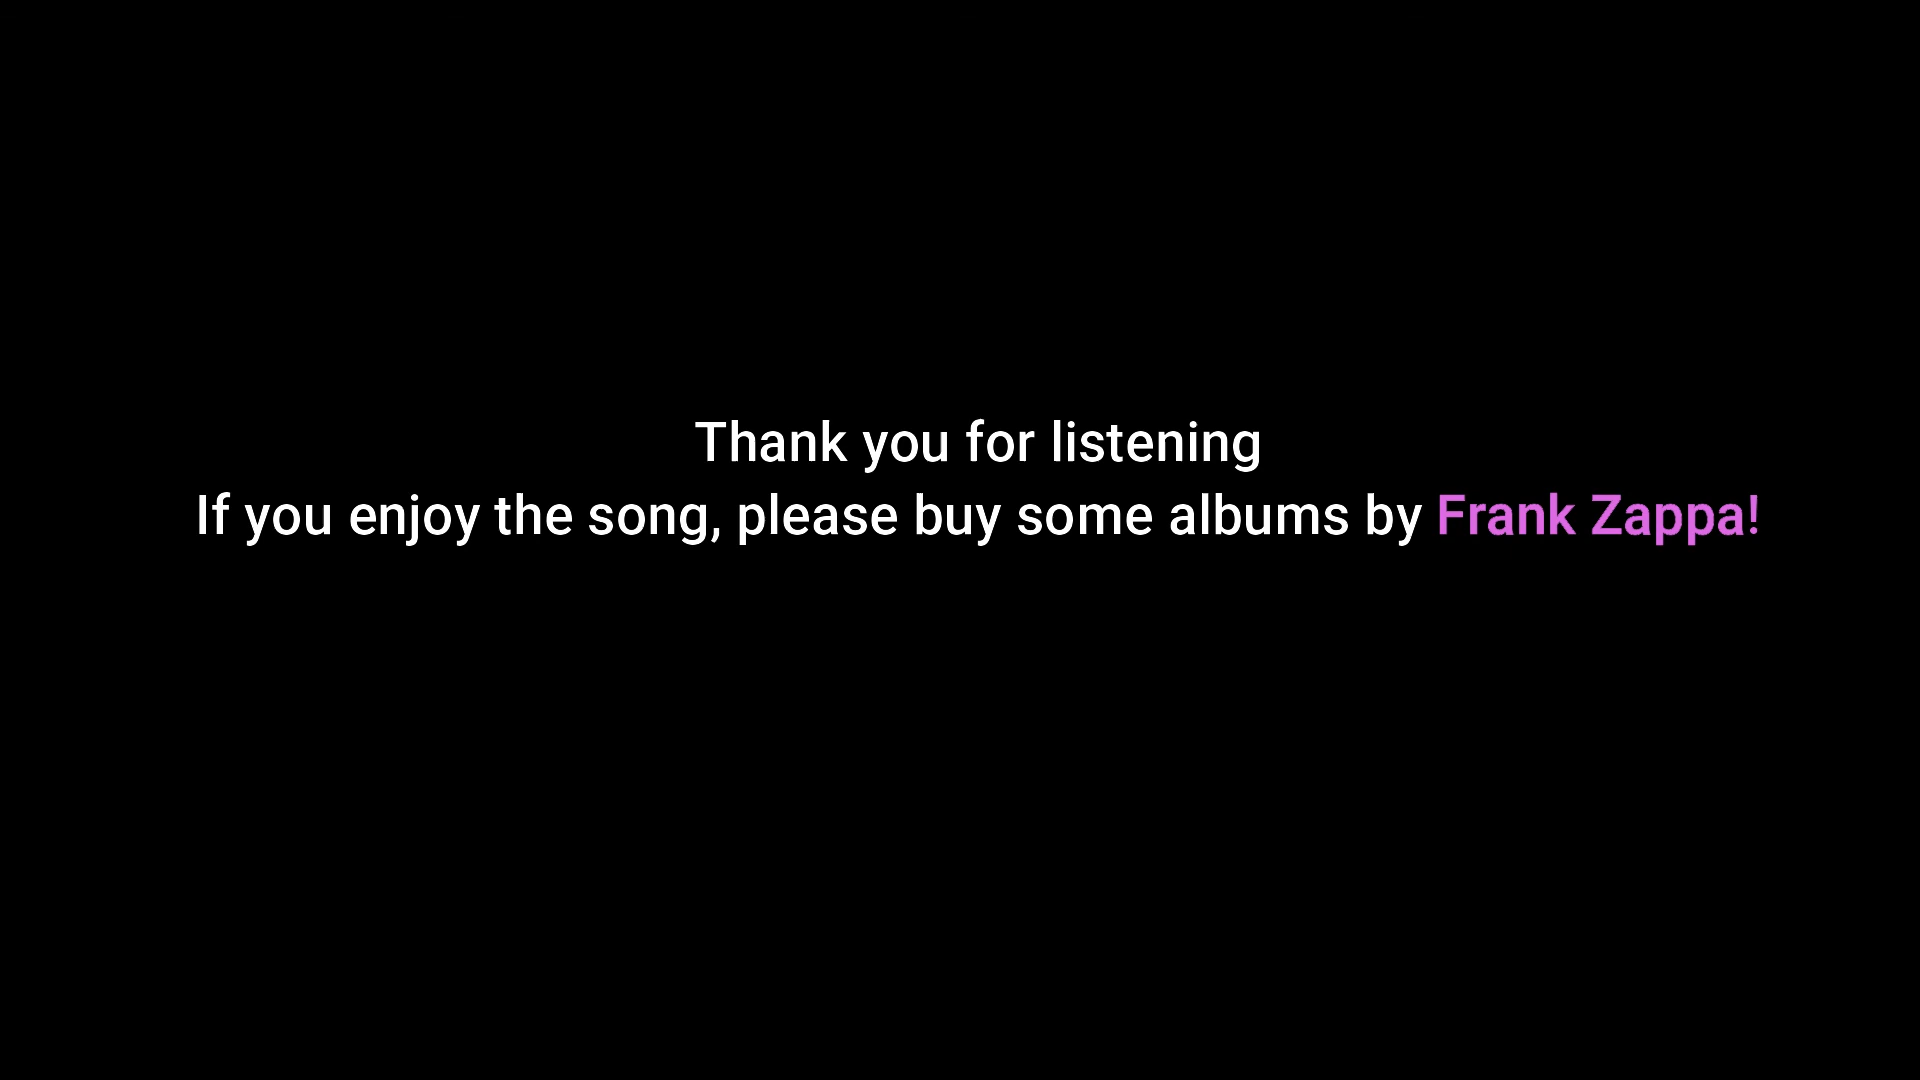 Thank you for listening
If you enjoy the song, please buy some albums by Frank Zappa!